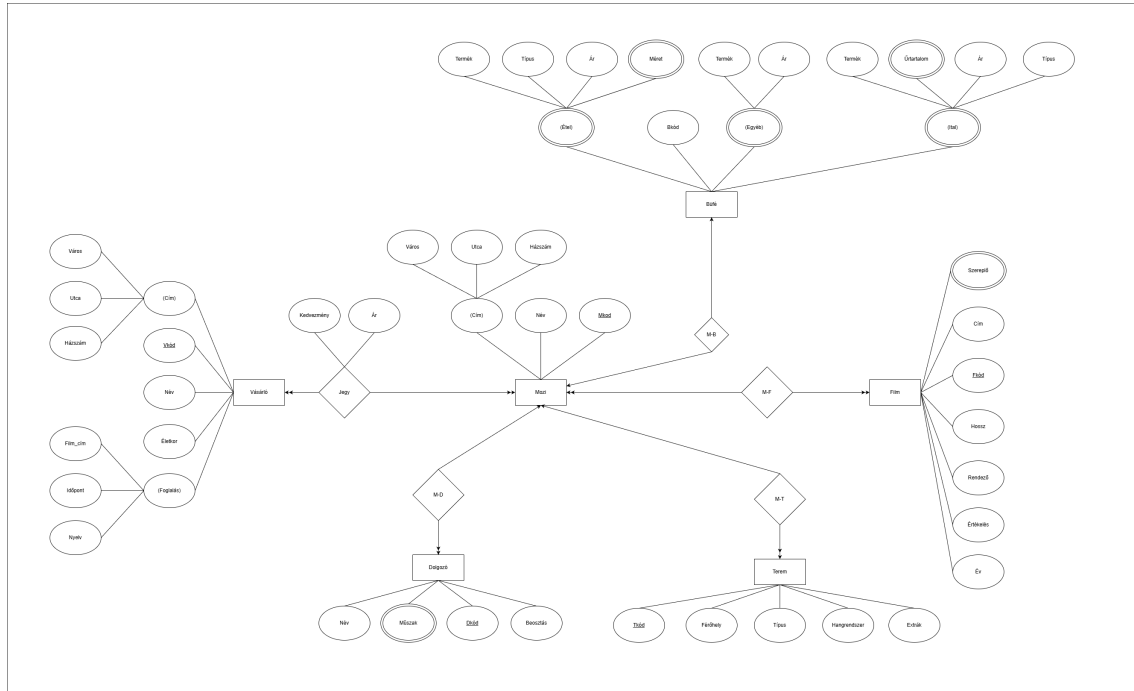 Termék
Típus
Ár
Méret
Termék
Ár
Termék
Űrtartalom
Ár
Típus
(Étel)
Bkód
(Egyéb)
(Ital)
Büfé
Város
Utca
Házszám
(Cím)
Vkód
Név
Életkor
(Foglalás)
Film_cím
Időpont
Nyelv
Vásárló
Kedvezmény
Ár
Jegy
Város
Utca
Házszám
(Cím)
Név
Mkod
Mozi
M-B
M-F
Film
Szereplő
Cím
Fkód
Hossz
Rendező
Értékelés
Év
M-D
M-T
Dolgozó
Név
Műszak
Dkód
Beosztás
Terem
Tkód
Férőhely
Típus
Hangrendszer
Extrák